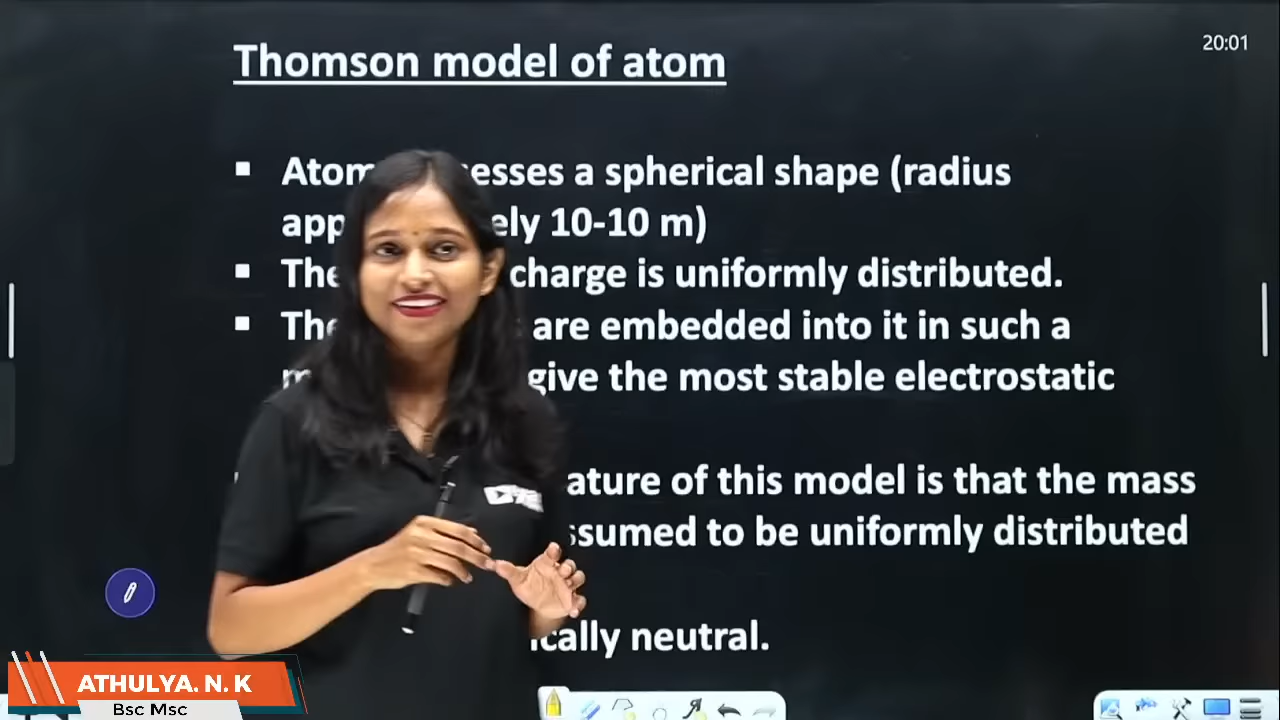 Thomson model of atom
20:01
▪ Atom esses a spherical shape (radius
app ely 10-10 m)
▪ The charge is uniformly distributed.
▪ The are embedded into it in such a
give the most stable electrostatic
ature of this model is that the mass
ssumed to be uniformly distributed
ically neutral.
ATHULYA. N. K
Bsc Msc